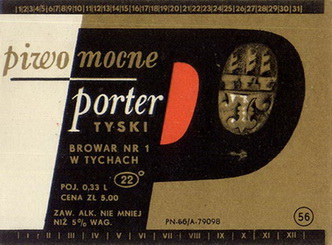 |1|2|3|4|5|6|7|8|9|10|11|12|13|14|15|16|17|18|19|20|21|22|23|24|25|26|27|28|29|30|31|
piwo mocne
porter
TYSKI
BROWAR NR 1
W TYCHACH
22°
POJ. 0,33 L
CENA ZŁ 5,00
ZAW. ALK. NIE MNIEJ
NIŻ 5% WAG.
PN-66/A-79098
56
I II III IV V VI VII VIII IX X XI XII